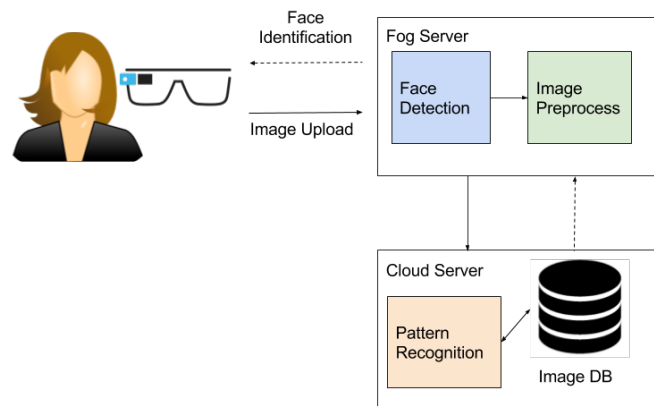 Face
Identification
Image Upload
Fog Server
Face
Detection
Image
Preprocess
Cloud Server
Pattern
Recognition
Image DB